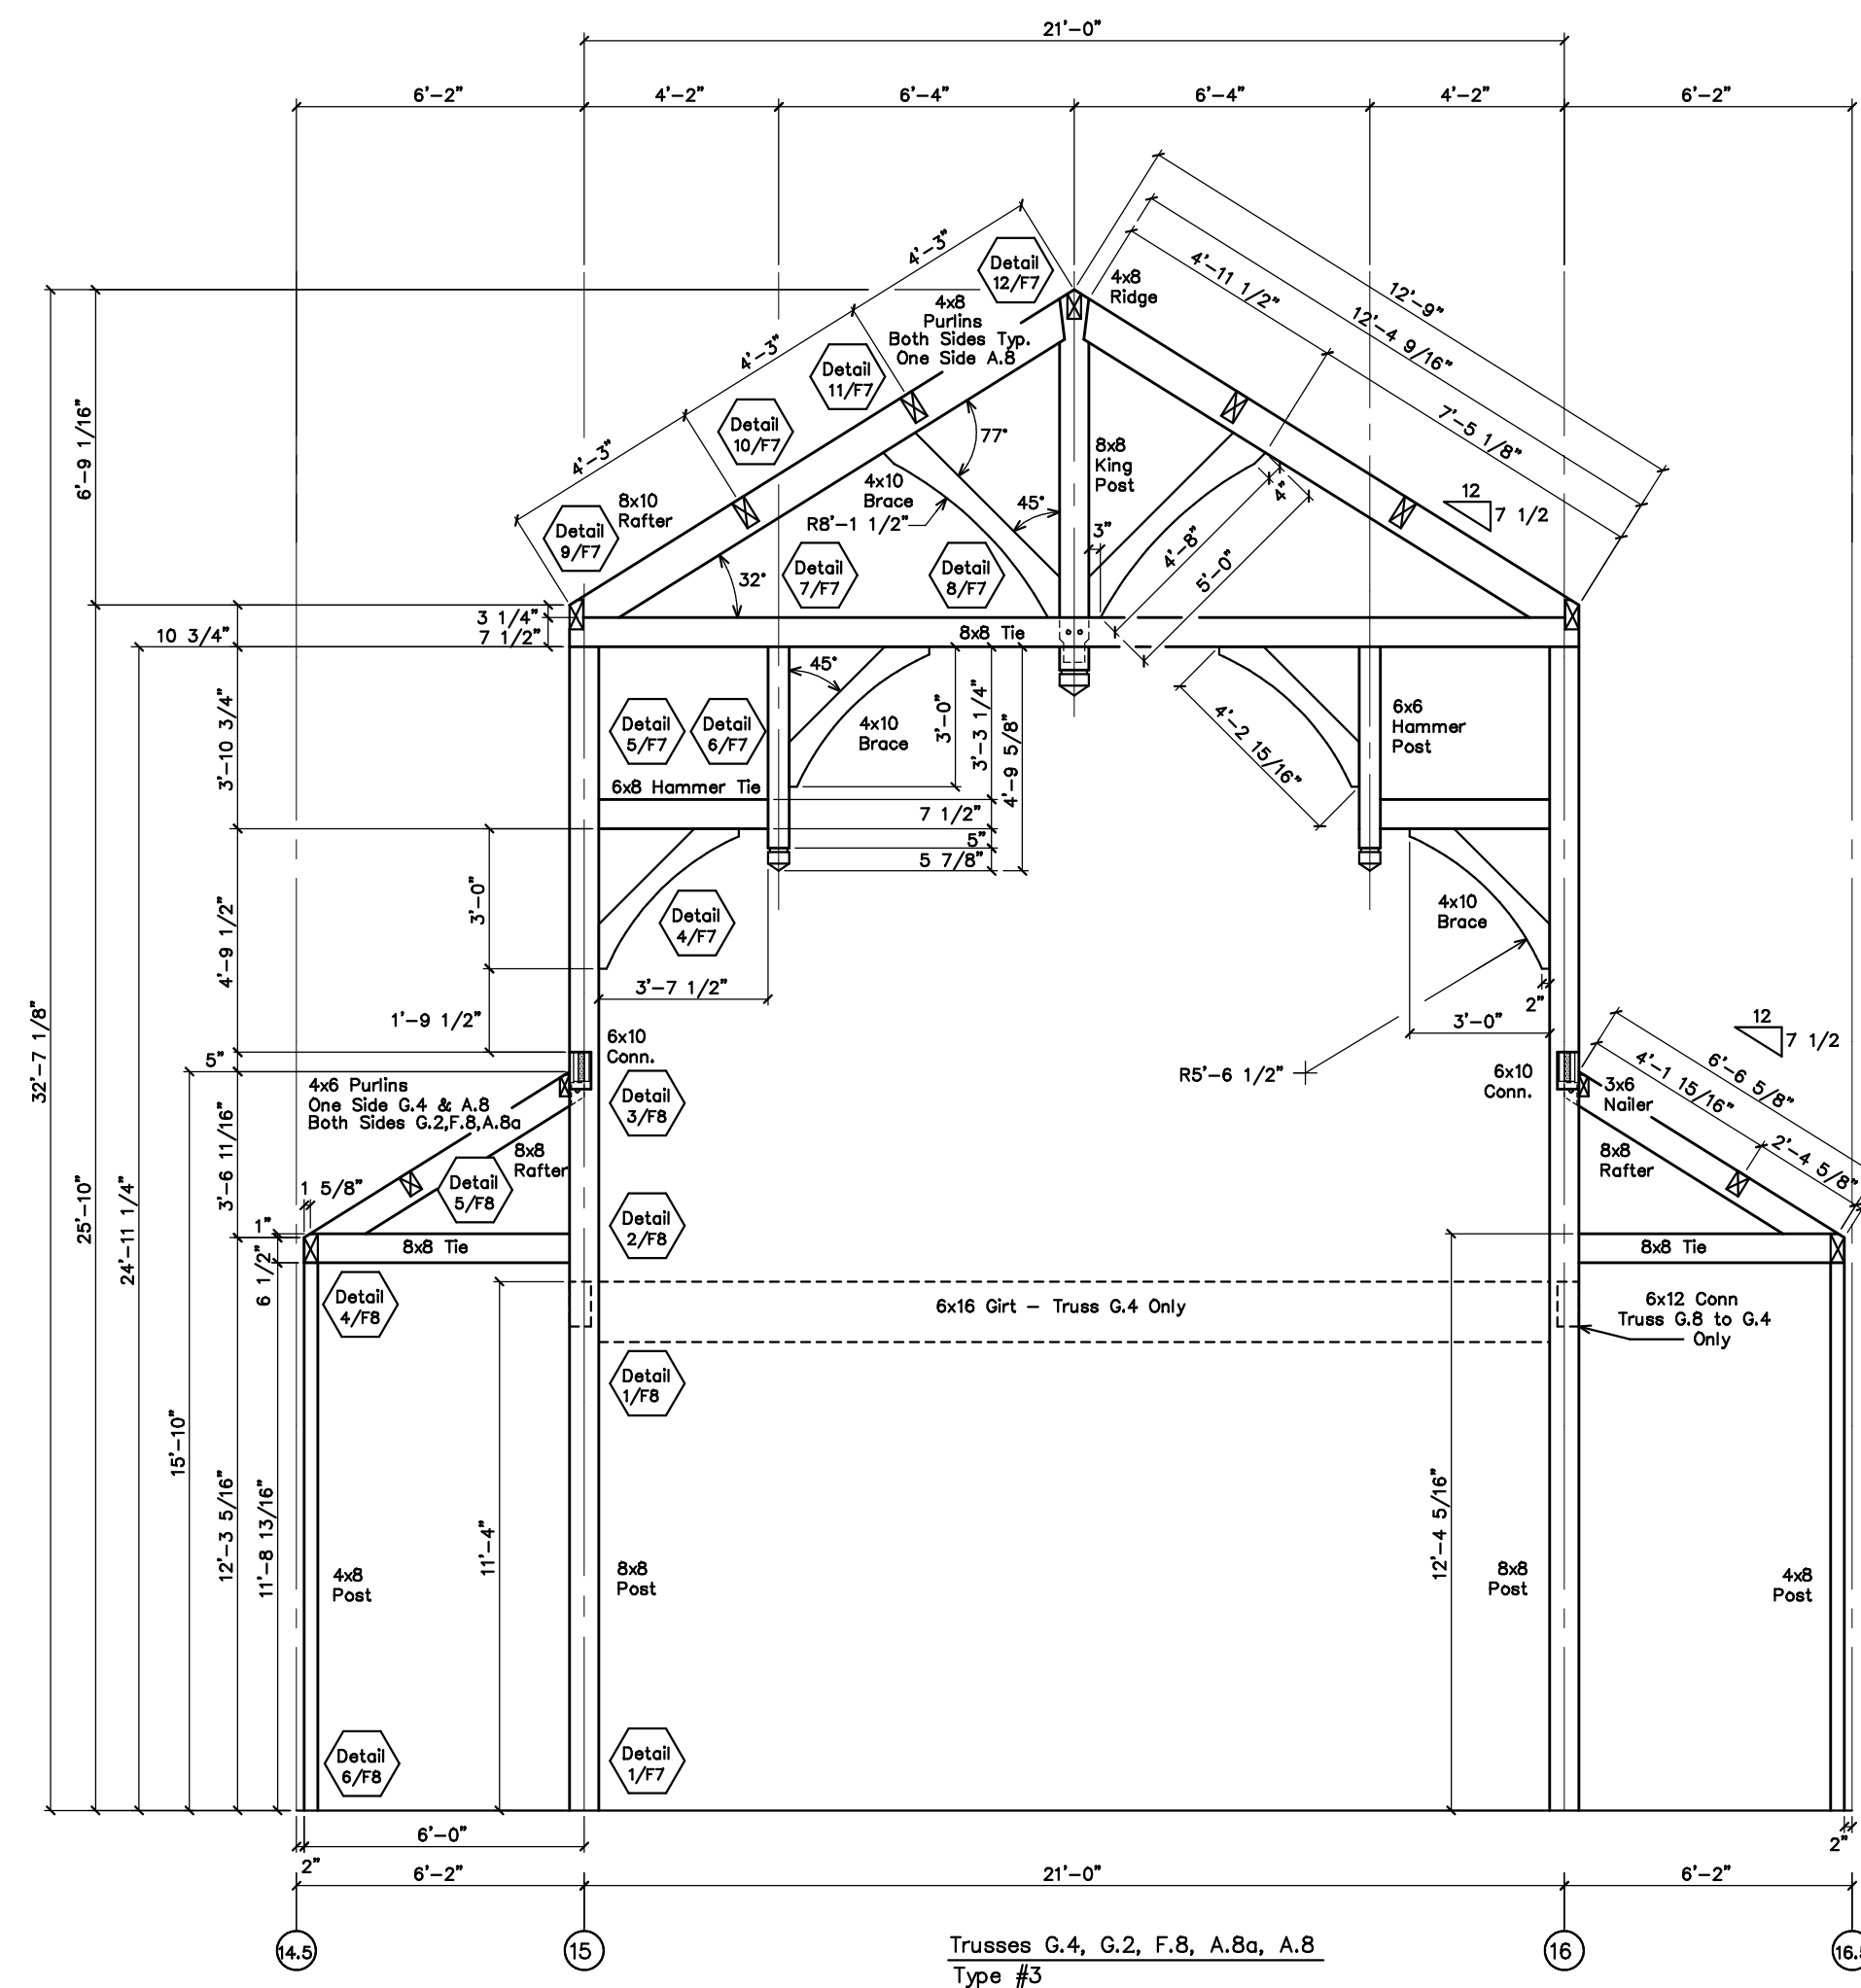 21'-0"
6'-2"
4'-2"
6'-4"
6'-4"
4'-2"
6'-2"
4'-3"
4'-3"
4'-3"
Detail
12/F7
4x8
Ridge
4x8
Purlins
Both Sides Typ.
One Side A.8
4'-11 1/2"
12'-9"
12'-4 9/16"
7'-5 1/8"
Detail
11/F7
Detail
10/F7
Detail
9/F7
8x10
Rafter
77°
4x10
Brace
R8'-1 1/2"
45°
8x8
King
Post
3"
4"
4'-8"
5'-0"
12
7 1/2
6'-9 1/16"
32°
Detail
7/F7
Detail
8/F7
3 1/4"
7 1/2"
10 3/4"
8x8 Tie
45°
Detail
5/F7
Detail
6/F7
4x10
Brace
3'-0"
3'-3 1/4"
4'-9 5/8"
4'-2 15/16"
6x6
Hammer
Post
3'-10 3/4"
6x8 Hammer Tie
7 1/2"
5"
5 7/8"
3'-0"
Detail
4/F7
4x10
Brace
4'-9 1/2"
3'-7 1/2"
1'-9 1/2"
2"
3'-0"
R5'-6 1/2"
6x10
Conn.
6x10
Conn.
12
7 1/2
5"
4x6 Purlins
One Side G.4 & A.8
Both Sides G.2,F.8,A.8a
Detail
3/F8
3x6
Nailer
4'-1 15/16"
6'-6 5/8"
2'-4 5/8"
32'-7 1/8"
25'-10"
24'-11 1/4"
3'-6 11/16"
8x8
Rafter
8x8
Rafter
1 5/8"
Detail
5/F8
Detail
2/F8
1"
6 1/2"
8x8 Tie
8x8 Tie
Detail
4/F8
6x16 Girt – Truss G.4 Only
6x12 Conn
Truss G.8 to G.4
Only
Detail
1/F8
15'-10"
12'-3 5/16"
11'-8 13/16"
11'-4"
12'-4 5/16"
4x8
Post
8x8
Post
8x8
Post
4x8
Post
Detail
6/F8
Detail
1/F7
6'-0"
2"
2"
6'-2"
21'-0"
6'-2"
14.5
15
16
16.5
Trusses G.4, G.2, F.8, A.8a, A.8
Type #3